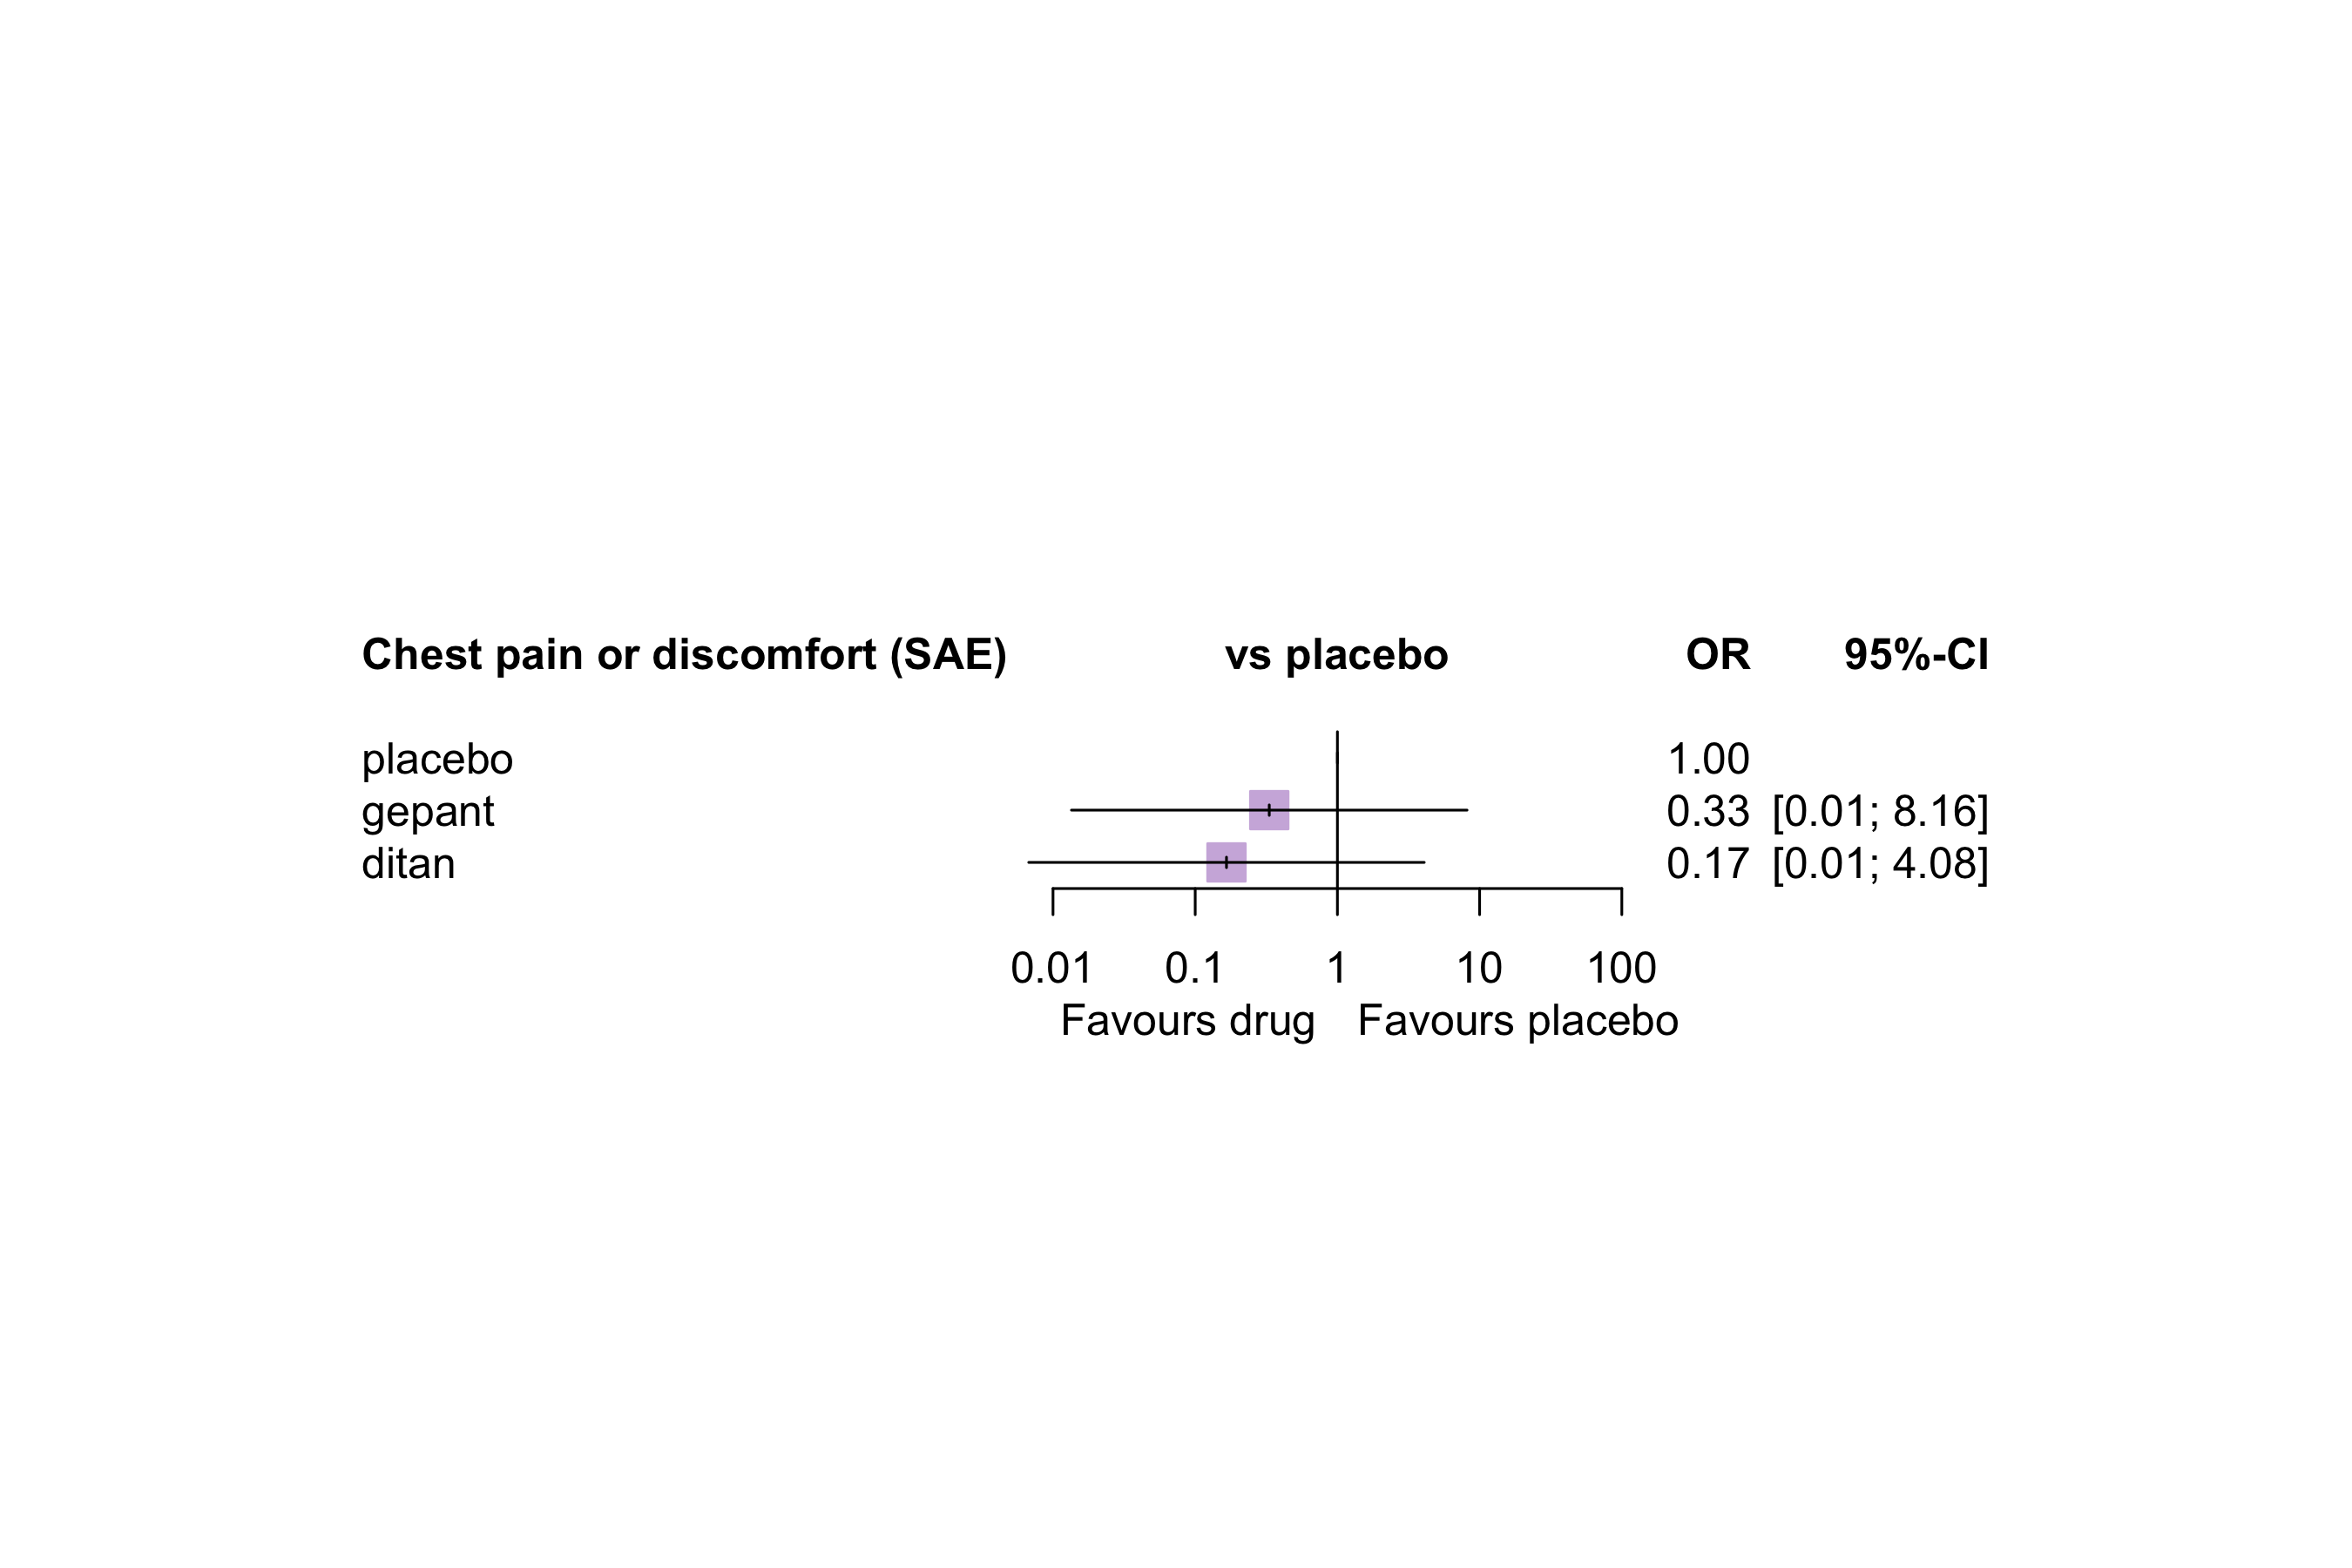 Chest pain or discomfort (SAE) vs placebo OR 95%-CI
placebo 1.00
gepant 0.33 [0.01; 8.16]
ditan 0.17 [0.01; 4.08]
0.01 0.1 1 10 100
Favours drug Favours placebo